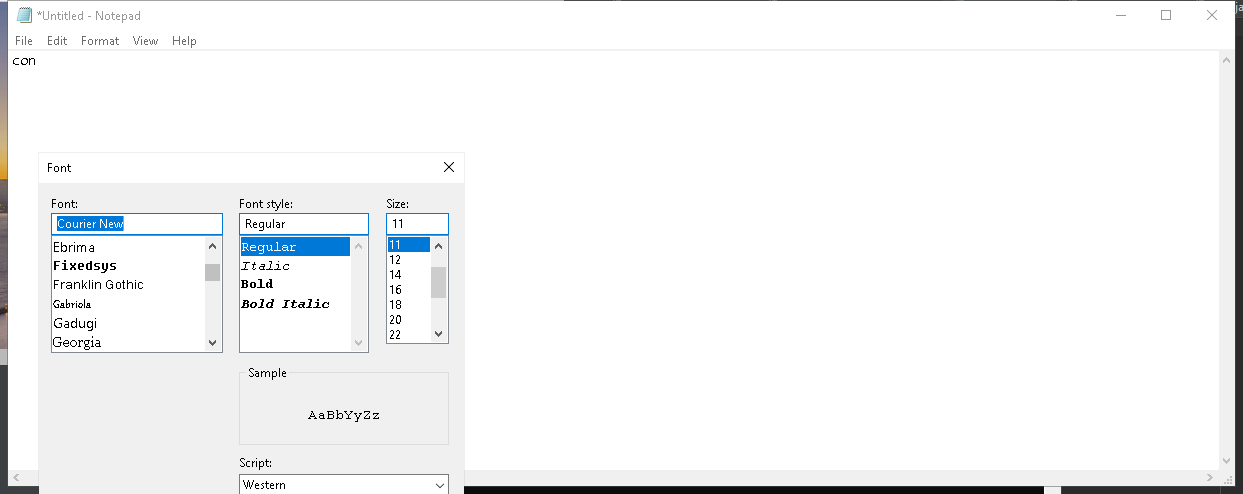 *Untitled - Notepad
File Edit Format View Help
con
Font
Font: Font style: Size:
Courier New Regular 11
Ebrima Regular 11
Fixedsys Italic 12
Franklin Gothic Bold 14
Gabriola Bold Italic 16
Gadugi 18
Georgia 20
22
Sample
AaBbYyZz
Script:
Western